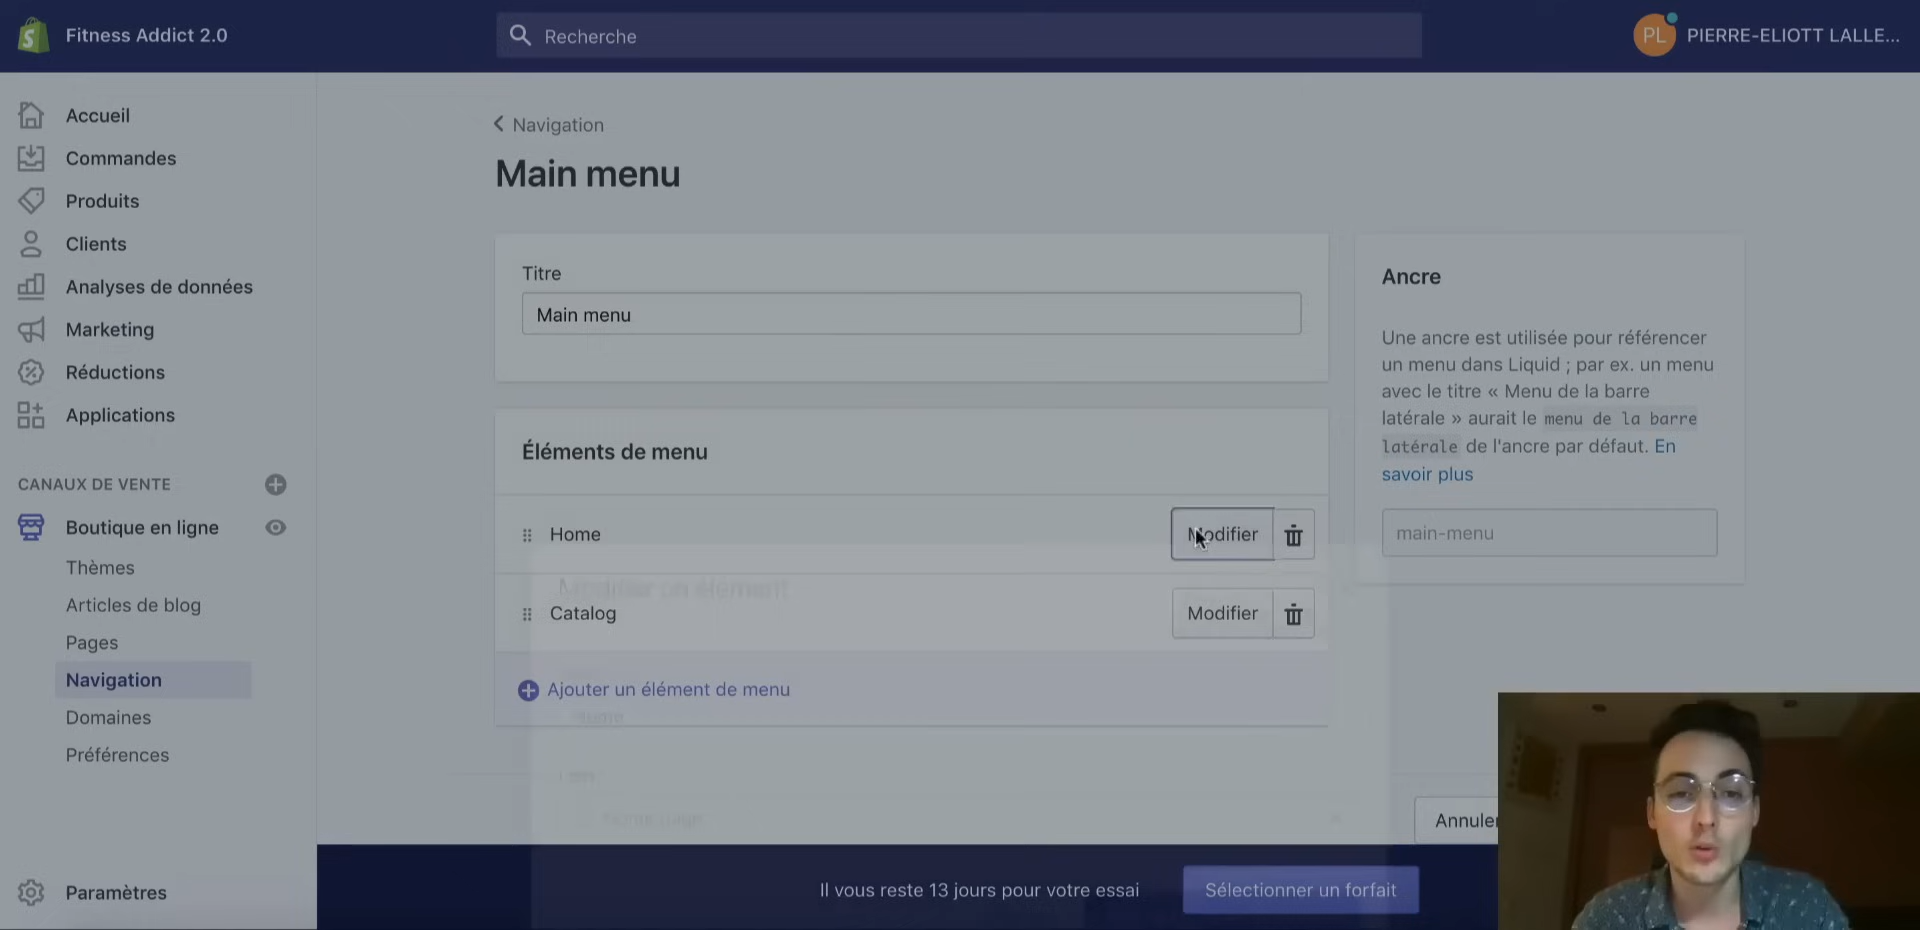 Fitness Addict 2.0
Recherche
PL
PIERRE-ELIOTT LALLE...
Accueil
Commandes
Produits
Clients
Analyses de données
Marketing
Réductions
Applications
CANAUX DE VENTE
Boutique en ligne
Thèmes
Articles de blog
Pages
Navigation
Domaines
Préférences
Paramètres
Navigation
Main menu
Titre
Main menu
Éléments de menu
Home
Modifier
Modifier un élément
Catalog
Modifier
Ajouter un élément de menu
Ancre
Une ancre est utilisée pour référencer
un menu dans Liquid ; par ex. un menu
avec le titre « Menu de la barre
latérale » aurait le menu de la barre
latérale de l'ancre par défaut. En
savoir plus
main-menu
Annuler
Il vous reste 13 jours pour votre essai
Sélectionner un forfait